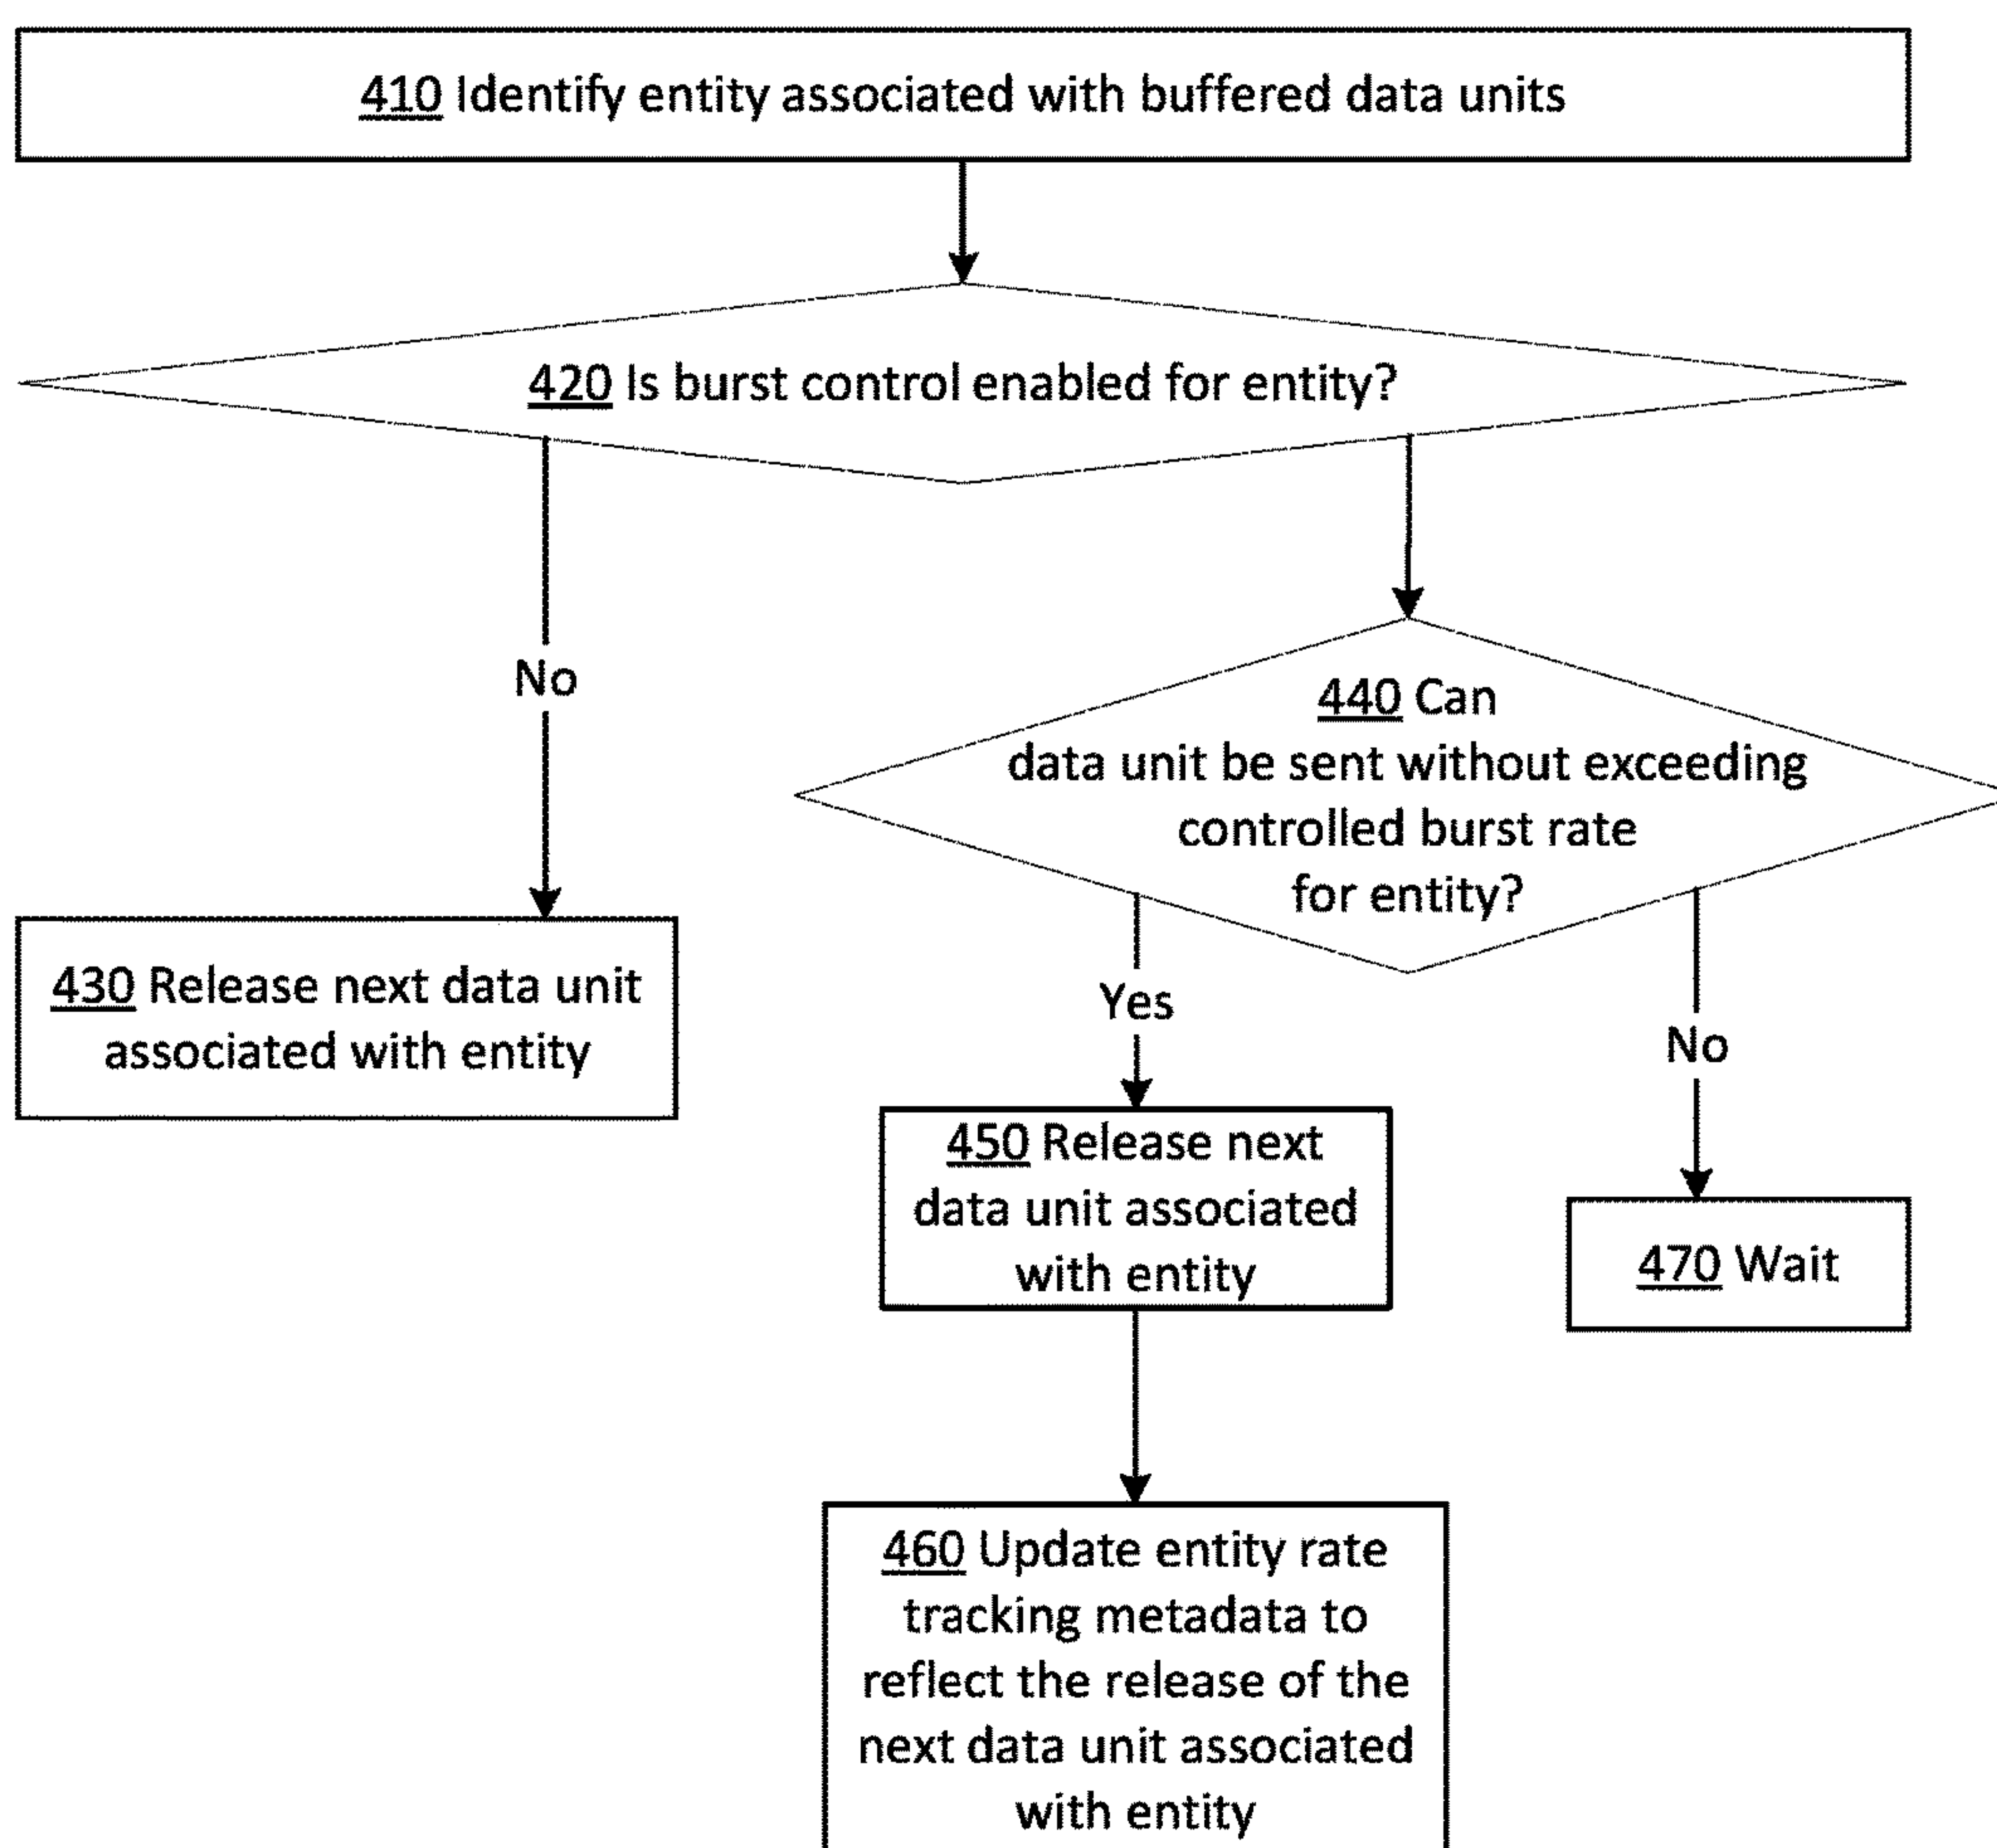 410 Identify entity associated with buffered data units
420 Is burst control enabled for entity?
No
440 Can
data unit be sent without exceeding
controlled burst rate
for entity?
430 Release next data unit
associated with entity
Yes
No
450 Release next
data unit associated
with entity
470 Wait
460 Update entity rate
tracking metadata to
reflect the release of the
next data unit associated
with entity